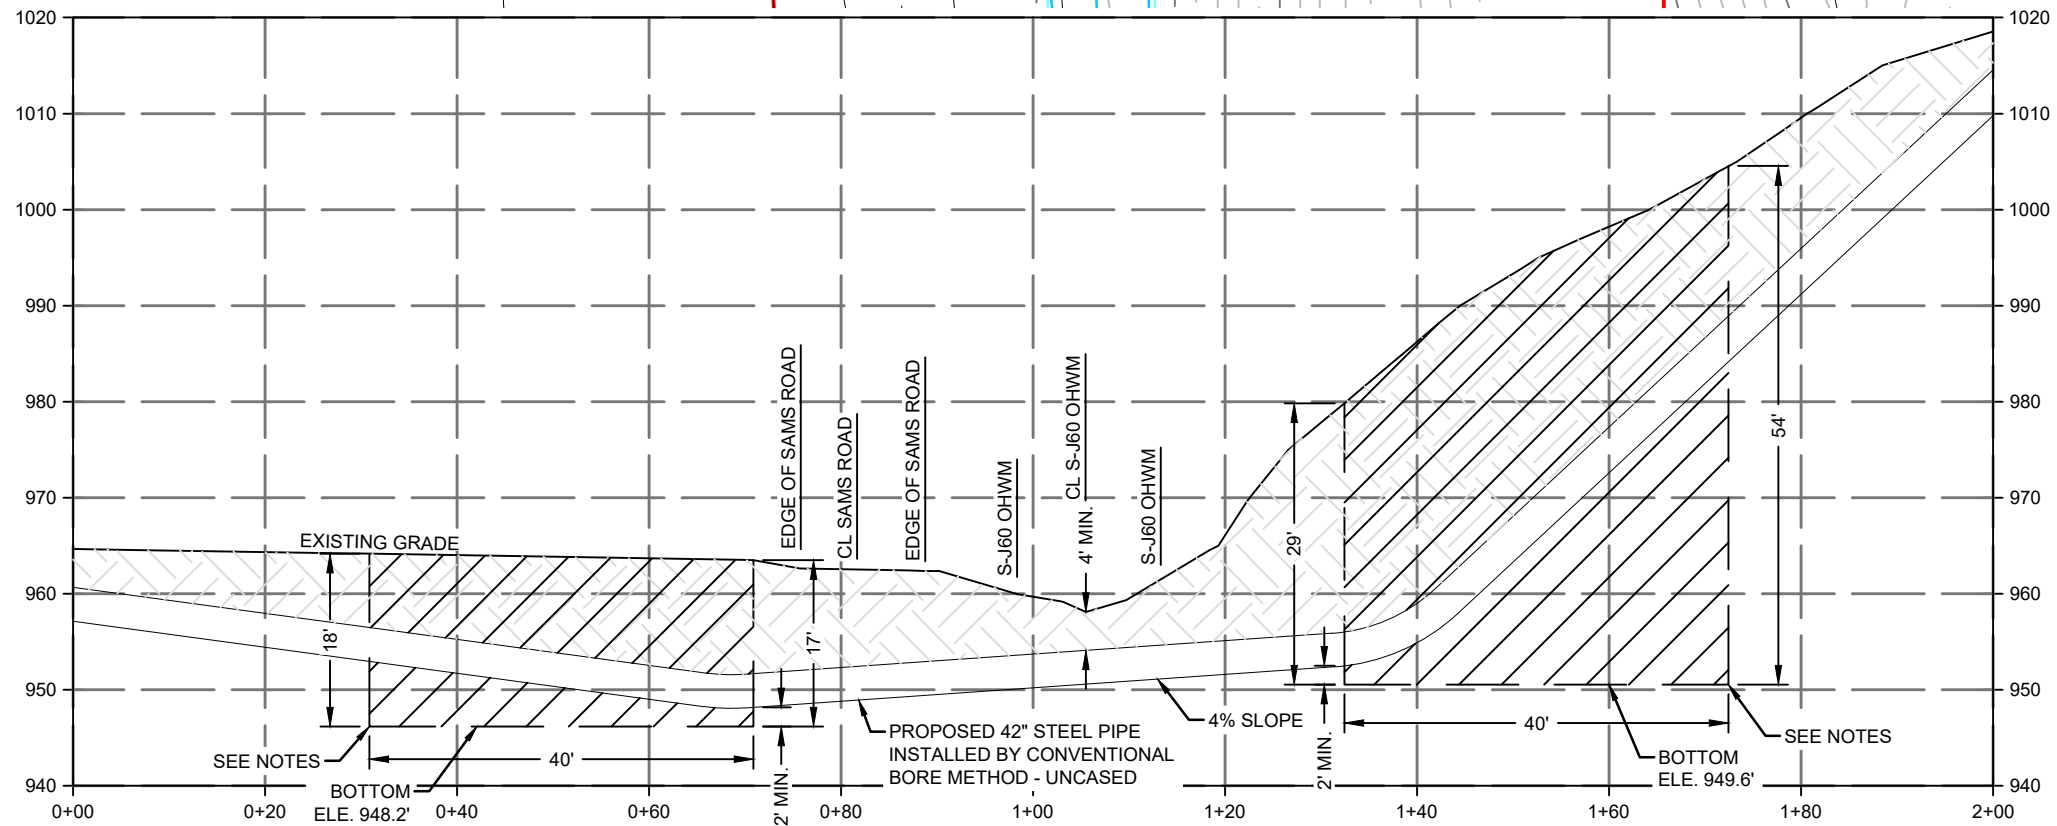 1020
1010
1000
990
980
970
960
950
940
1020
1010
1000
990
980
970
960
950
940
EXISTING GRADE
EDGE OF SAMS ROAD
CL SAMS ROAD
EDGE OF SAMS ROAD
S-J60 OHWM
CL S-J60 OHWM
4' MIN.
S-J60 OHWM
18'
17'
29'
54'
40'
40'
2' MIN.
2' MIN.
SEE NOTES
BOTTOM
ELE. 948.2'
PROPOSED 42" STEEL PIPE
INSTALLED BY CONVENTIONAL
BORE METHOD - UNCASED
4% SLOPE
SEE NOTES
BOTTOM
ELE. 949.6'
0+00
0+20
0+40
0+60
0+80
1+00
1+20
1+40
1+60
1+80
2+00